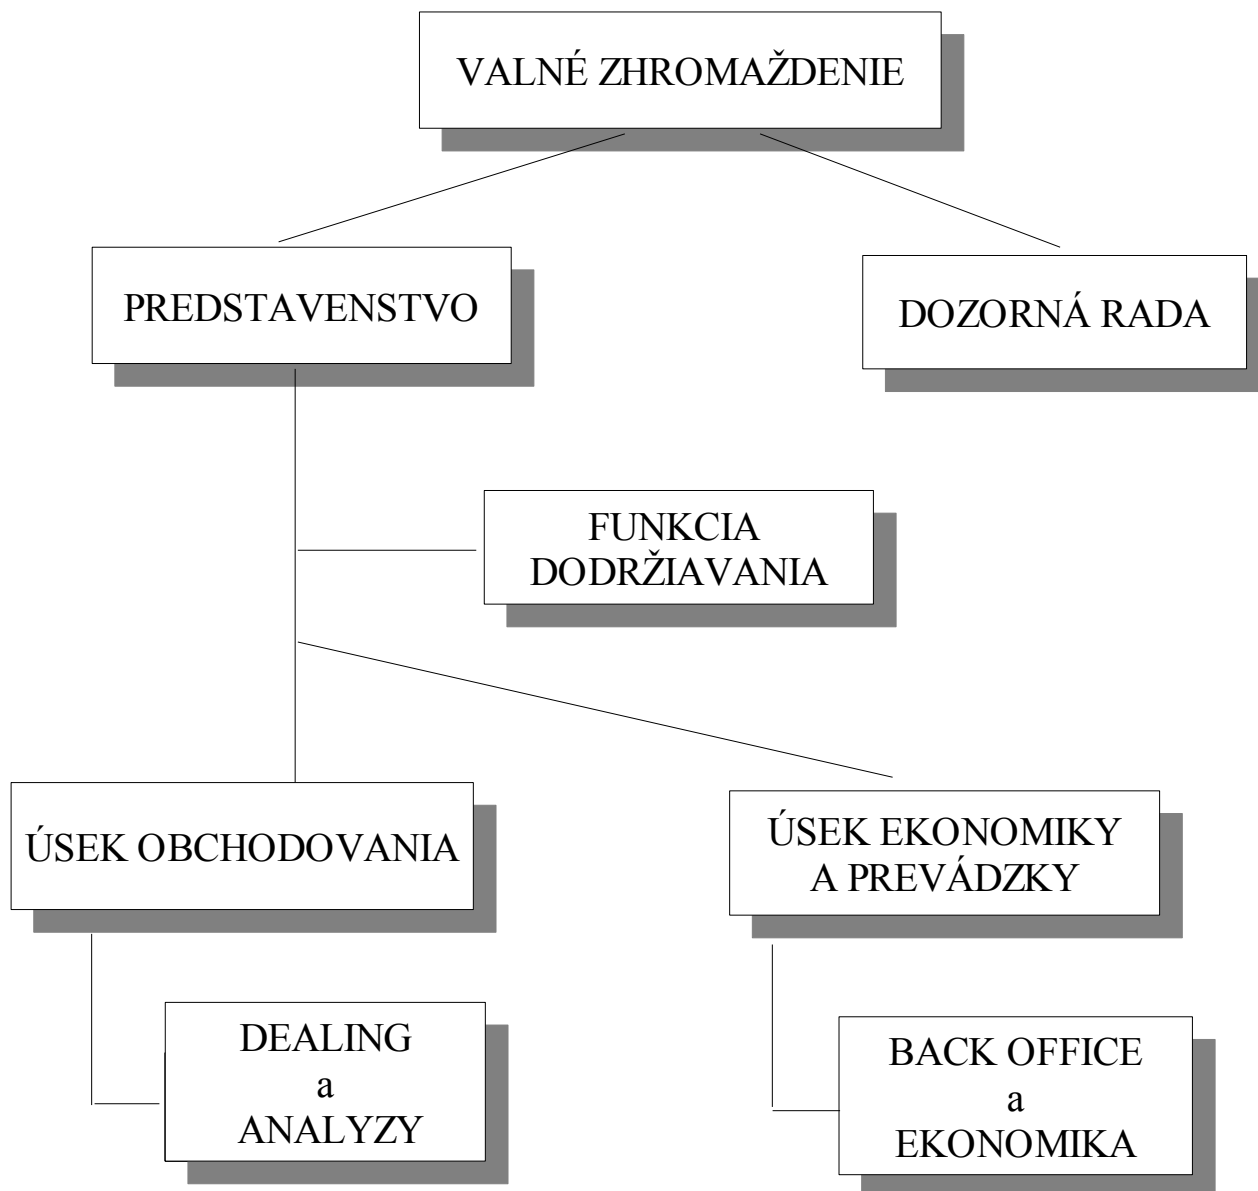 VALNÉ ZHROMAŽDENIE
PREDSTAVENSTVO
DOZORNÁ RADA
FUNKCIA
DODRŽIAVANIA
ÚSEK OBCHODOVANIA
ÚSEK EKONOMIKY
A PREVÁDZKY
DEALING
a
ANALYZY
BACK OFFICE
a
EKONOMIKA